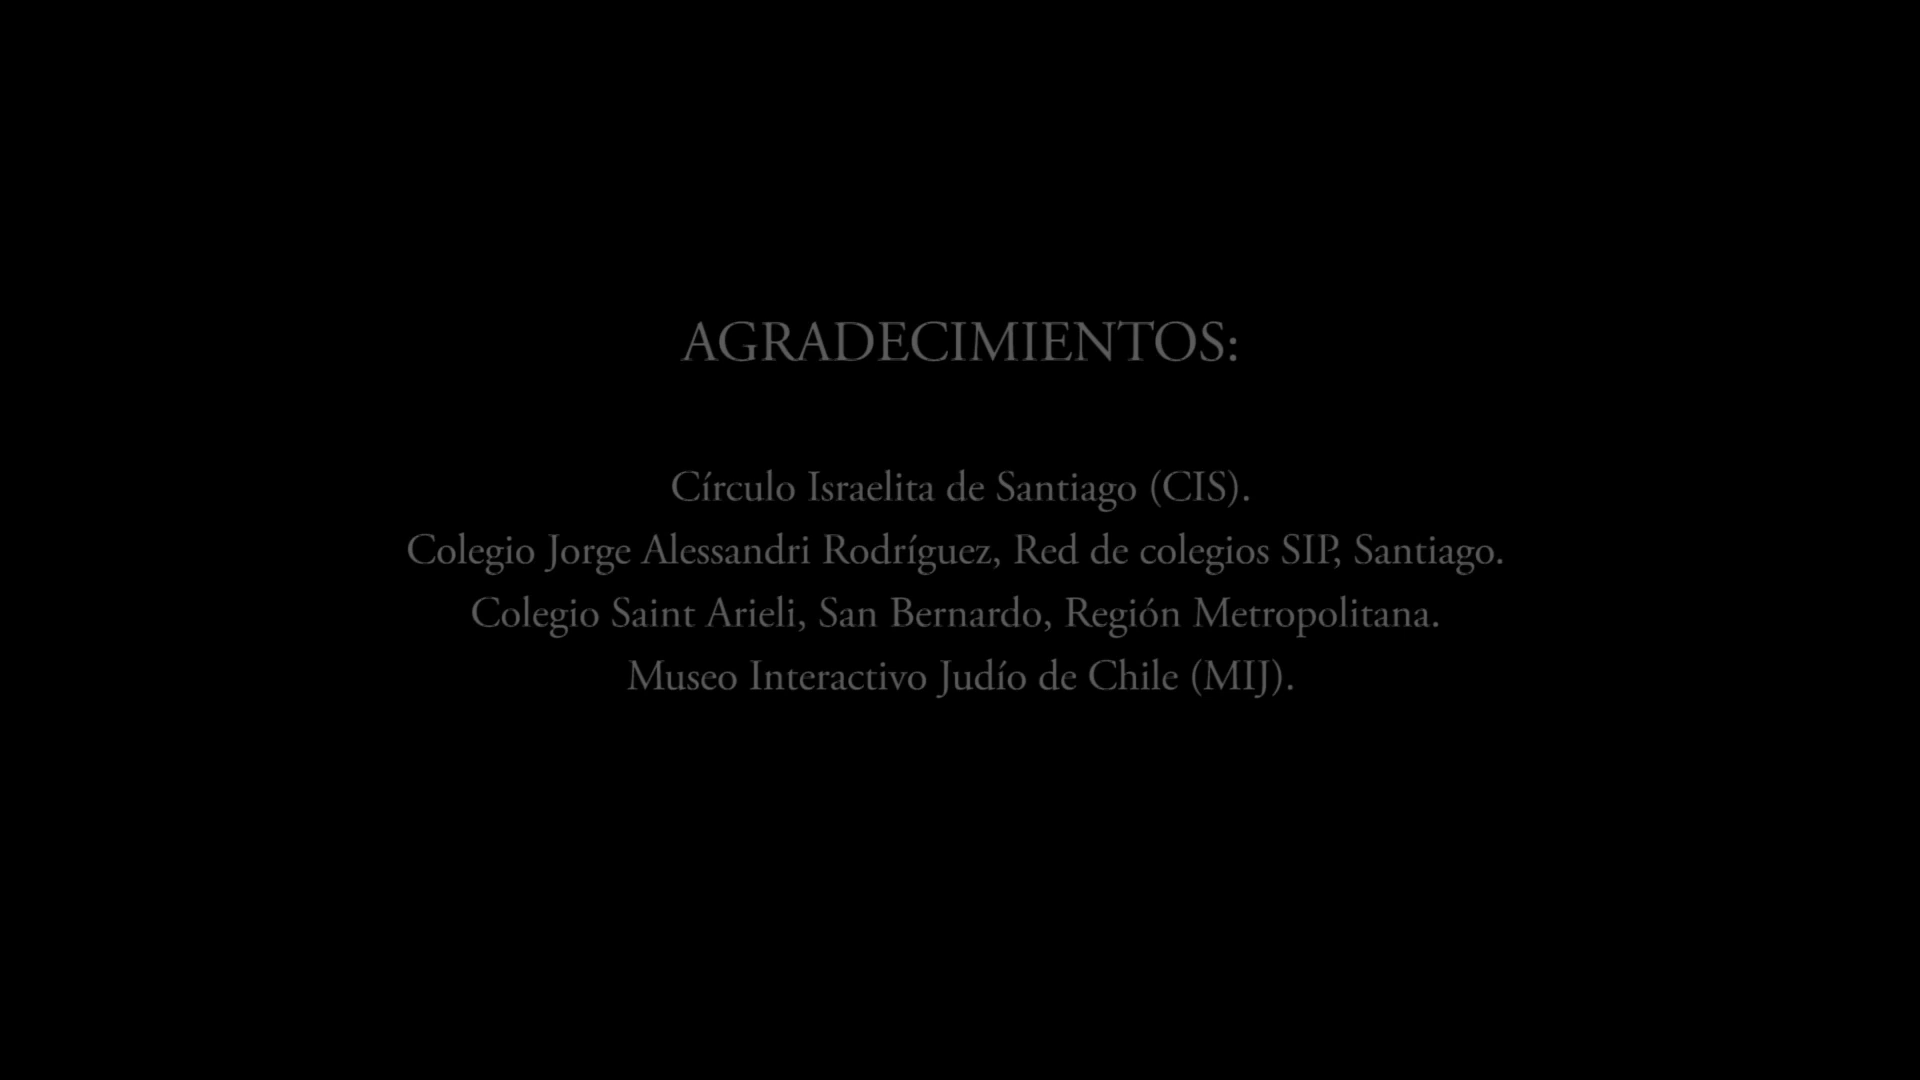 AGRADECIMIENTOS:
Círculo Israelita de Santiago (CIS).
Colegio Jorge Alessandri Rodríguez, Red de colegios SIP, Santiago.
Colegio Saint Arieli, San Bernardo, Región Metropolitana.
Museo Interactivo Judío de Chile (MIJ).